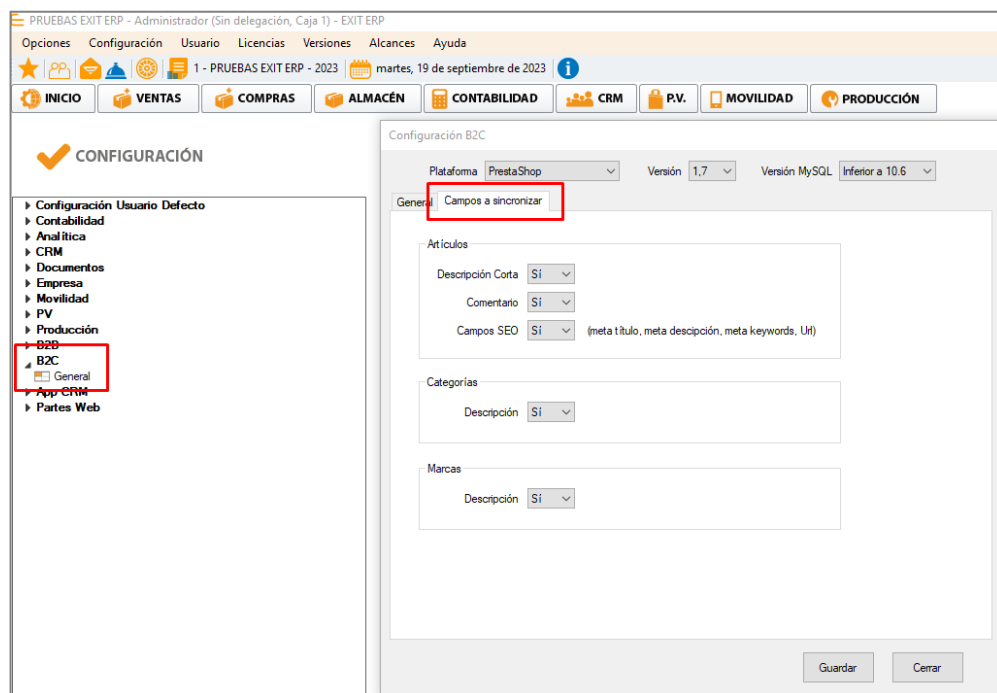 PRUEBAS EXIT ERP - Administrador (Sin delegación, Caja 1) - EXIT ERP
Opciones Configuración Usuario Licencias Versiones Alcances Ayuda
1 - PRUEBAS EXIT ERP - 2023 martes, 19 de septiembre de 2023
INICIO VENTAS COMPRAS ALMACÉN CONTABILIDAD CRM P.V. MOVILIDAD PRODUCCIÓN
CONFIGURACIÓN
Configuración Usuario Defecto
Contabilidad
Analítica
CRM
Documentos
Empresa
Movilidad
PV
Producción
B2B
B2C
General
App CRM
Partes Web
Configuración B2C
Plataforma PrestaShop Versión 1,7 Versión MySQL Inferior a 10.6
General Campos a sincronizar
Artículos
Descripción Corta Sí
Comentario Sí
Campos SEO Sí (meta título, meta descipción, meta keywords, Url)
Categorías
Descripción Sí
Marcas
Descripción Sí
Guardar Cerrar